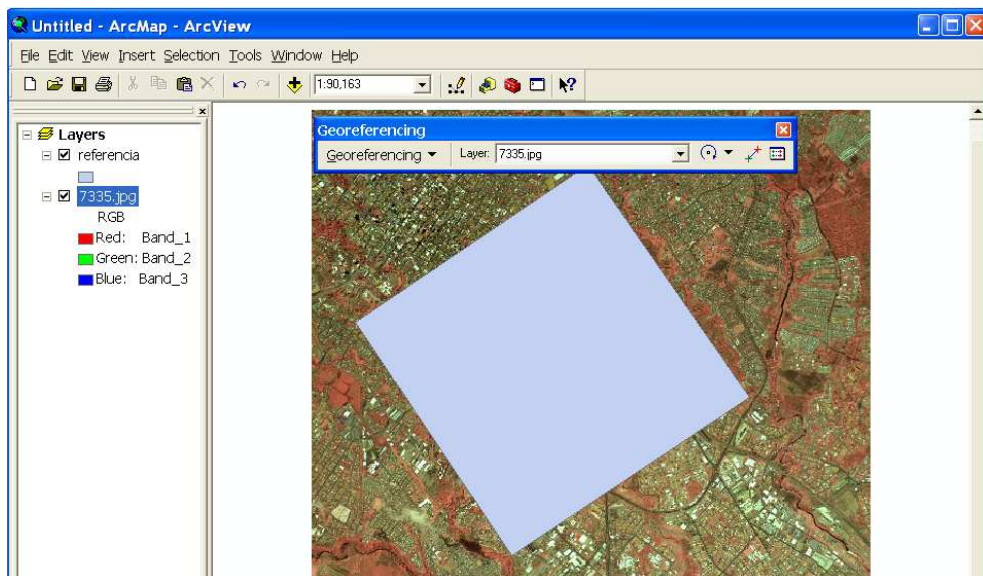 Untitled - ArcMap - ArcView
File Edit View Insert Selection Tools Window Help
1:90,163
Layers
referencia
7335.jpg
RGB
Red: Band_1
Green: Band_2
Blue: Band_3
Georeferencing
Georeferencing Layer: 7335.jpg